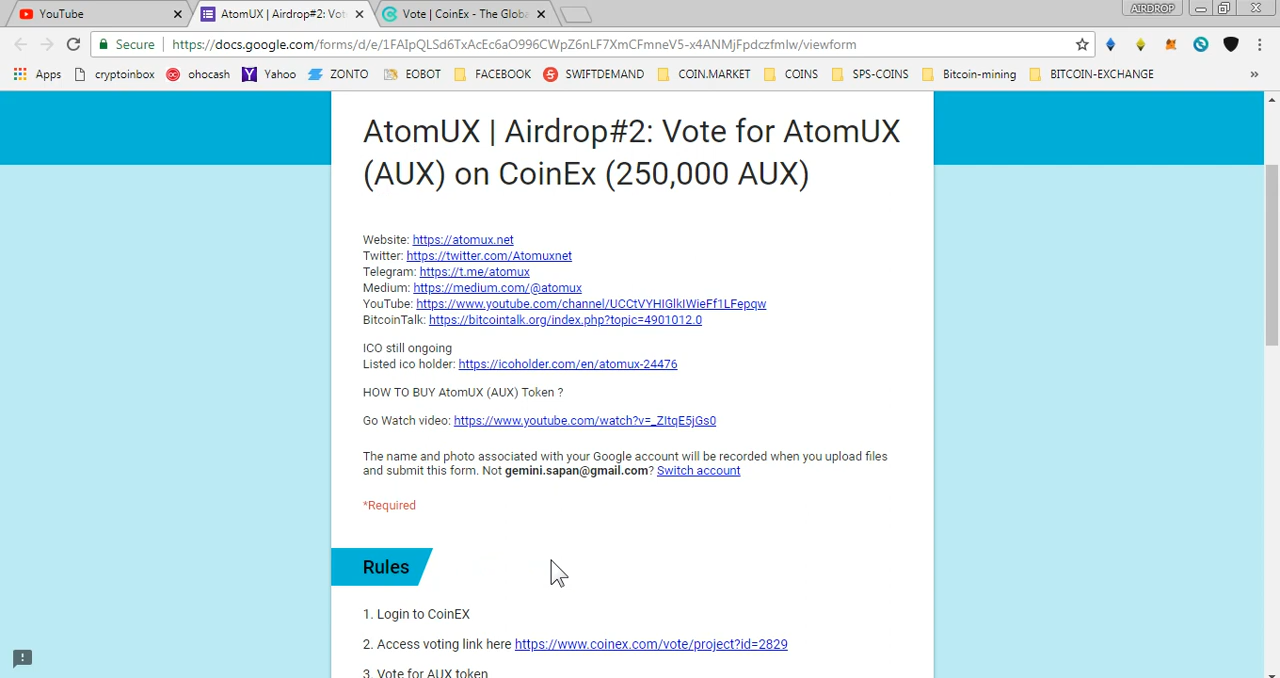 YouTube
AtomUX | Airdrop#2: Vot
Vote | CoinEx - The Globa
AIRDROP
Secure
https://docs.google.com/forms/d/e/1FAIpQLSd6TxAcEc6aO996CWpZ6nLF7XmCFmneV5-x4ANMjFpdczfmIw/viewform
Apps
cryptoinbox
ohocash
Yahoo
ZONTO
EOBOT
FACEBOOK
SWIFTDEMAND
COIN.MARKET
COINS
SPS-COINS
Bitcoin-mining
BITCOIN-EXCHANGE
AtomUX | Airdrop#2: Vote for AtomUX
(AUX) on CoinEx (250,000 AUX)
Website: https://atomux.net
Twitter: https://twitter.com/Atomuxnet
Telegram: https://t.me/atomux
Medium: https://medium.com/@atomux
YouTube: https://www.youtube.com/channel/UCCtVYHIGlkIWieFf1LFepqw
BitcoinTalk: https://bitcointalk.org/index.php?topic=4901012.0
ICO still ongoing
Listed ico holder: https://icoholder.com/en/atomux-24476
HOW TO BUY AtomUX (AUX) Token ?
Go Watch video: https://www.youtube.com/watch?v=_ZItqE5jGs0
The name and photo associated with your Google account will be recorded when you upload files
and submit this form. Not gemini.sapan@gmail.com? Switch account
*Required
Rules
1. Login to CoinEX
2. Access voting link here https://www.coinex.com/vote/project?id=2829
3. Vote for AUX token